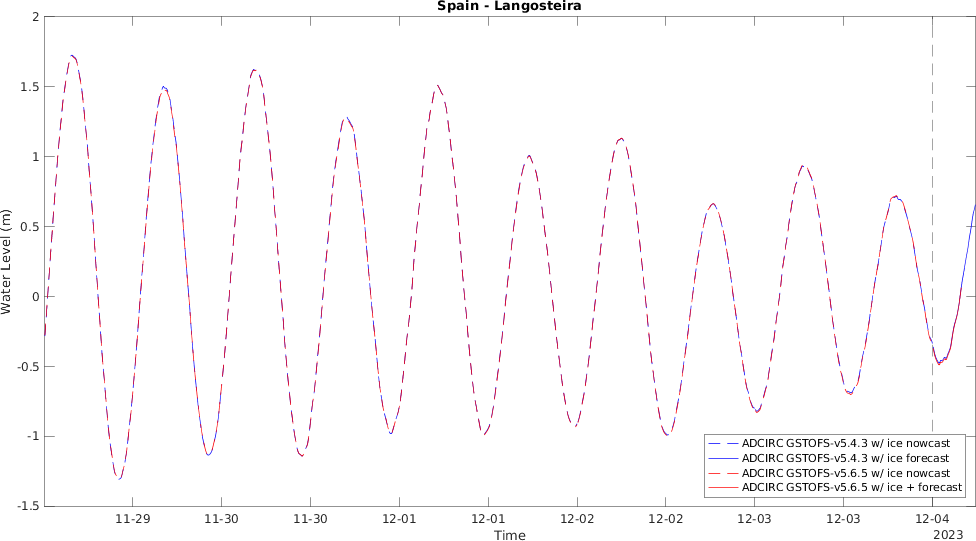 Spain - Langosteira
2
1.5
1
0.5
0
-0.5
-1
-1.5
Water Level (m)
ADCIRC GSTOFS-v5.4.3 w/ ice nowcast
ADCIRC GSTOFS-v5.4.3 w/ ice forecast
ADCIRC GSTOFS-v5.6.5 w/ ice nowcast
ADCIRC GSTOFS-v5.6.5 w/ ice + forecast
11-29 11-30 11-30 12-01 12-01 12-02 12-02 12-03 12-03 12-04
Time
2023